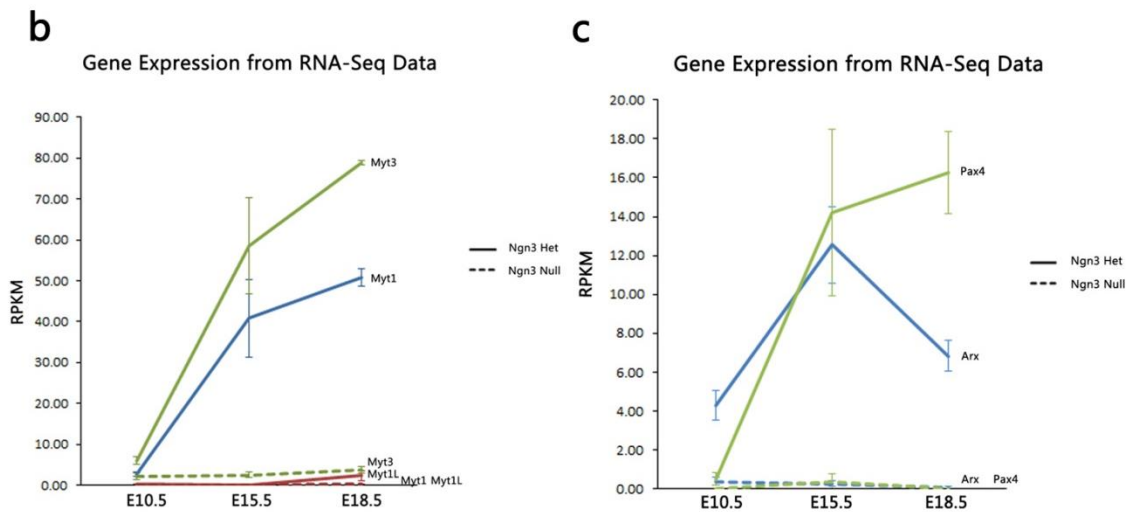 b
Gene Expression from RNA-Seq Data
RPKM
90.00
80.00
70.00
60.00
50.00
40.00
30.00
20.00
10.00
0.00
E10.5 E15.5 E18.5
Myt3
Myt1
Ngn3 Het
Ngn3 Null
Myt3
Myt1L
Myt1 Myt1L
c
Gene Expression from RNA-Seq Data
RPKM
20.00
18.00
16.00
14.00
12.00
10.00
8.00
6.00
4.00
2.00
0.00
E10.5 E15.5 E18.5
Pax4
Ngn3 Het
Ngn3 Null
Arx
Arx Pax4